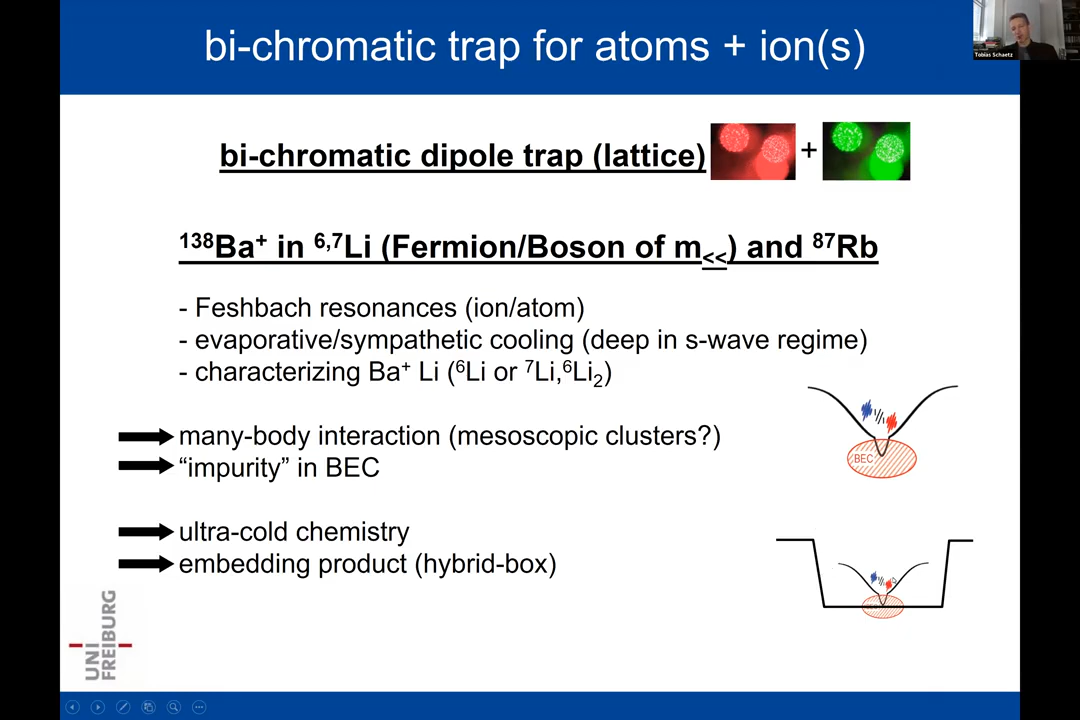 bi-chromatic trap for atoms + ion(s)
Tobias Schaetz
bi-chromatic dipole trap (lattice) +
¹³⁸Ba⁺ in ⁶,⁷Li (Fermion/Boson of m<<) and ⁸⁷Rb
- Feshbach resonances (ion/atom)
- evaporative/sympathetic cooling (deep in s-wave regime)
- characterizing Ba⁺ Li (⁶Li or ⁷Li,⁶Li₂)
many-body interaction (mesoscopic clusters?)
"impurity" in BEC
BEC
ultra-cold chemistry
embedding product (hybrid-box)
UNI
FREIBURG